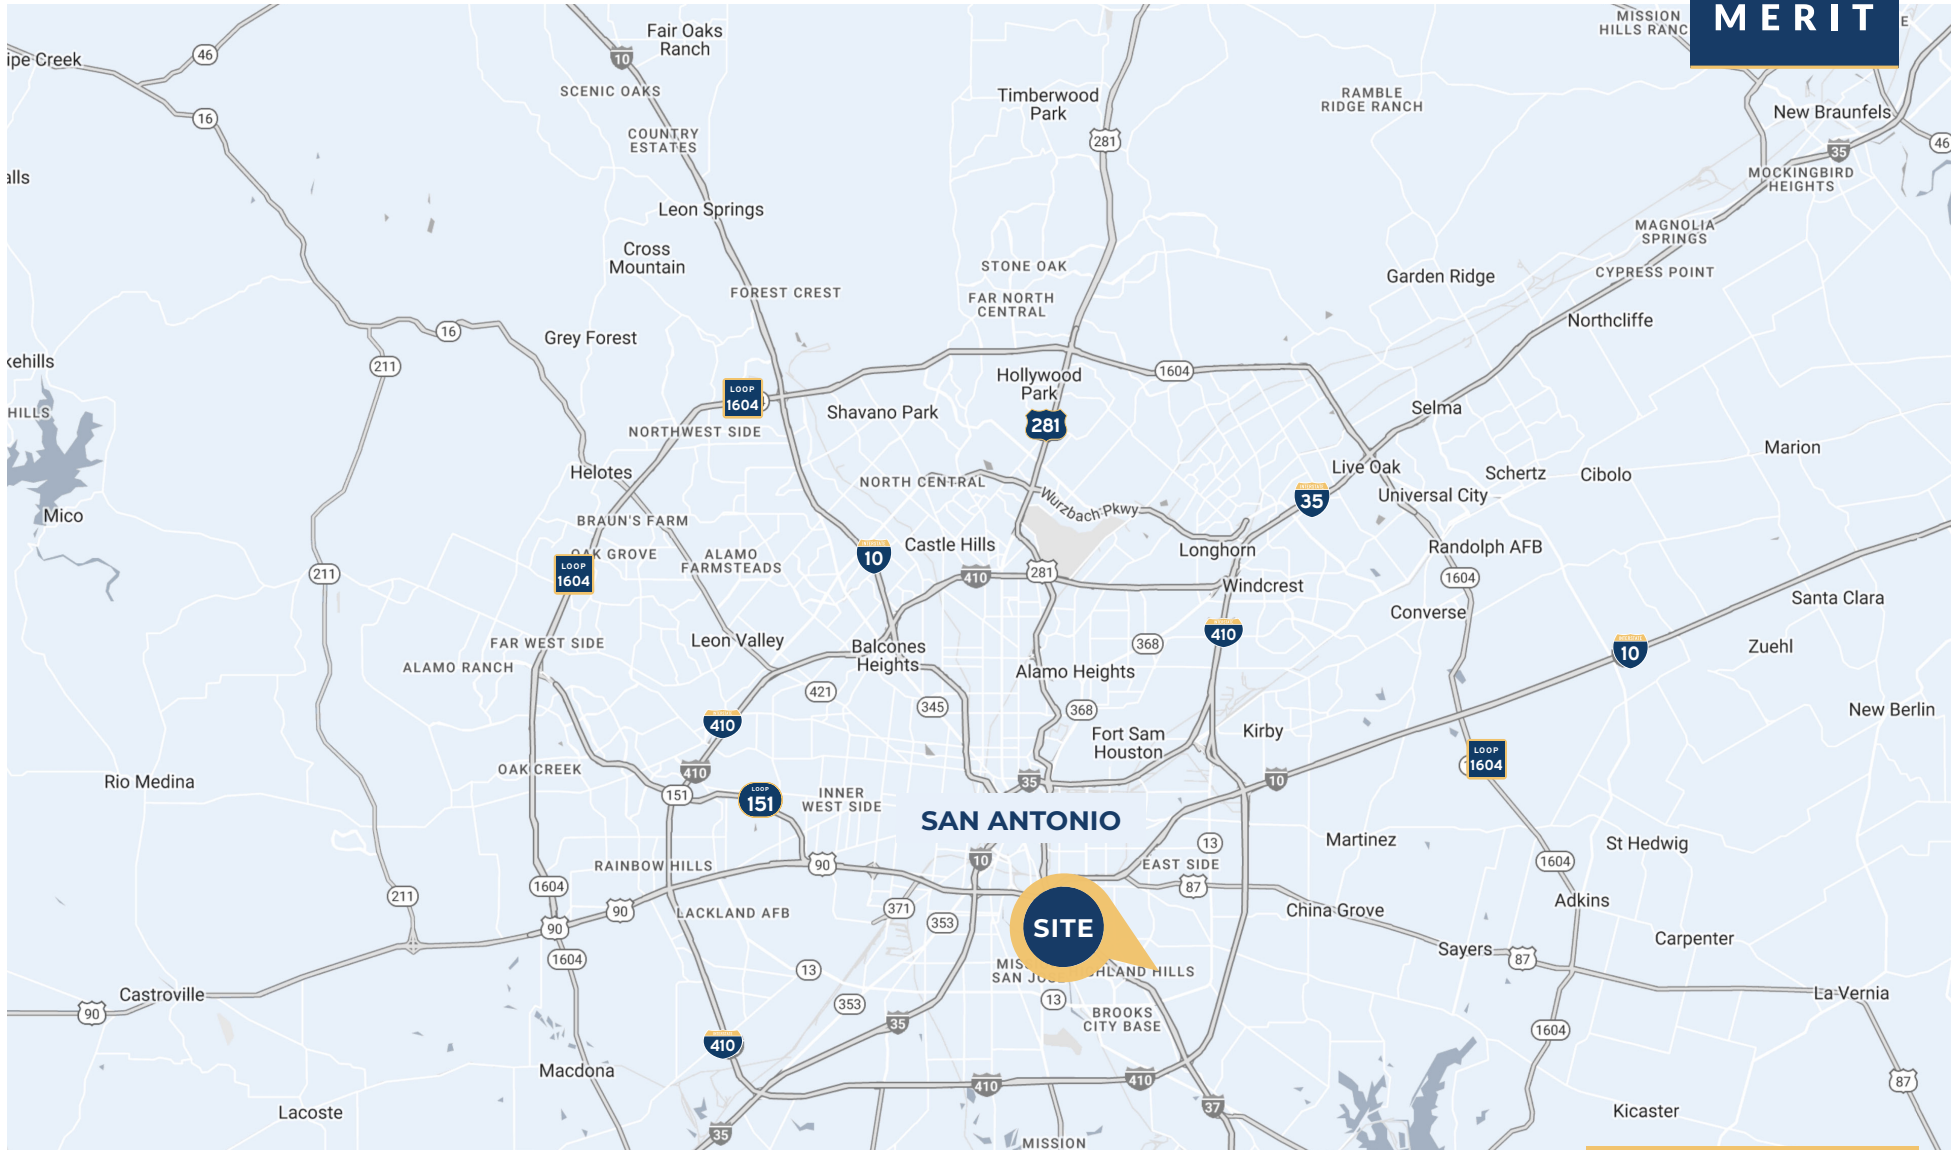 MERIT
MISSION
HILLS RANC
E
Fair Oaks
Ranch
ipe Creek
46
10
SCENIC OAKS
Timberwood
Park
RAMBLE
RIDGE RANCH
New Braunfels
16
COUNTRY
ESTATES
281
35
46
MOCKINGBIRD
HEIGHTS
alls
Leon Springs
MAGNOLIA
SPRINGS
Cross
Mountain
STONE OAK
Garden Ridge
CYPRESS POINT
FOREST CREST
FAR NORTH
CENTRAL
Northcliffe
16
Grey Forest
kehills
211
Hollywood
Park
1604
LOOP
1604
HILLS
Shavano Park
Selma
281
NORTHWEST SIDE
Marion
Helotes
NORTH CENTRAL
Live Oak
Schertz
Cibolo
Universal City
35
Wurzbach Pkwy
Mico
BRAUN'S FARM
OAK GROVE
ALAMO
FARMSTEADS
10
Castle Hills
Longhorn
Randolph AFB
LOOP
1604
211
410
281
1604
Windcrest
Santa Clara
Converse
FAR WEST SIDE
Leon Valley
Balcones
Heights
410
368
10
Zuehl
ALAMO RANCH
Alamo Heights
421
345
368
New Berlin
410
Fort Sam
Houston
Kirby
LOOP
1604
OAK CREEK
410
Rio Medina
35
10
151
LOOP
151
INNER
WEST SIDE
SAN ANTONIO
Martinez
13
St Hedwig
RAINBOW HILLS
90
10
EAST SIDE
1604
1604
87
211
90
LACKLAND AFB
371
353
China Grove
Adkins
90
SITE
Carpenter
Sayers
87
1604
13
MIS
SAN JOS
HLAND HILLS
Castroville
353
13
La Vernia
90
BROOKS
CITY BASE
35
1604
410
Macdona
410
410
87
Lacoste
37
Kicaster
35
MISSION